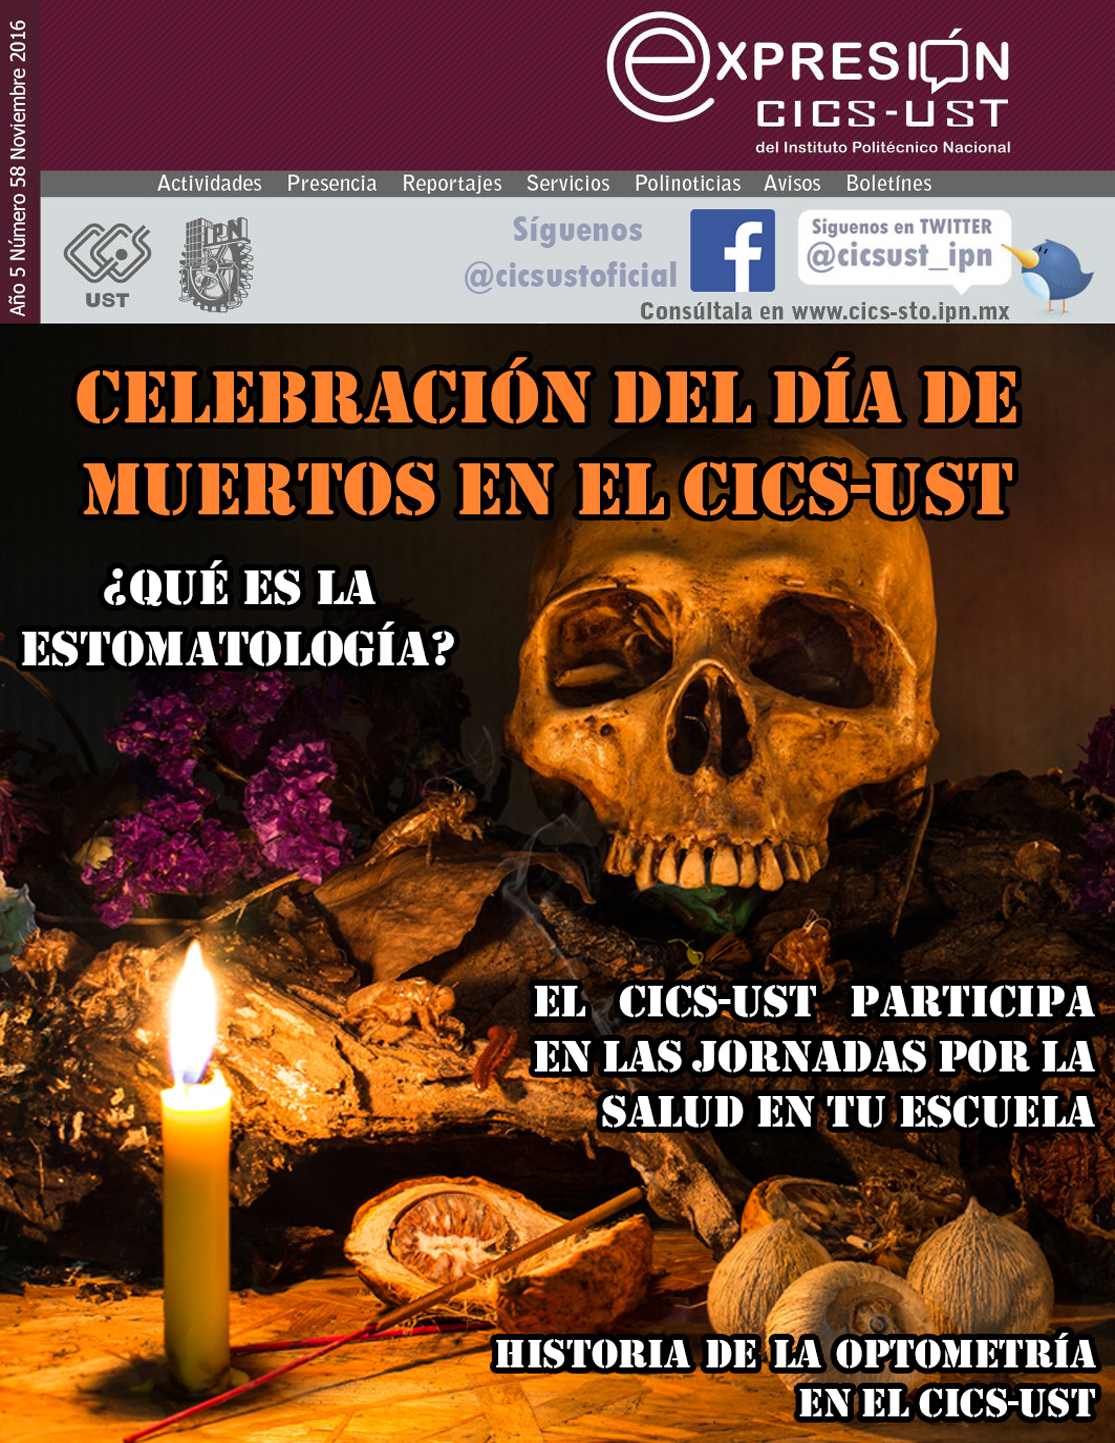 Año 5 Número 58 Noviembre 2016
eXPRESIÓN
CICS-UST
del Instituto Politécnico Nacional
Actividades Presencia Reportajes Servicios Polinoticias Avisos Boletínes
CICS
UST
IPN
Síguenos
@cicsustoficial
f
Síguenos en TWITTER
@cicsust_ipn
Consúltala en www.cics-sto.ipn.mx
CELEBRACIÓN DEL DÍA DE
MUERTOS EN EL CICS-UST
¿QUÉ ES LA
ESTOMATOLOGÍA?
EL CICS-UST PARTICIPA
EN LAS JORNADAS POR LA
SALUD EN TU ESCUELA
HISTORIA DE LA OPTOMETRÍA
EN EL CICS-UST